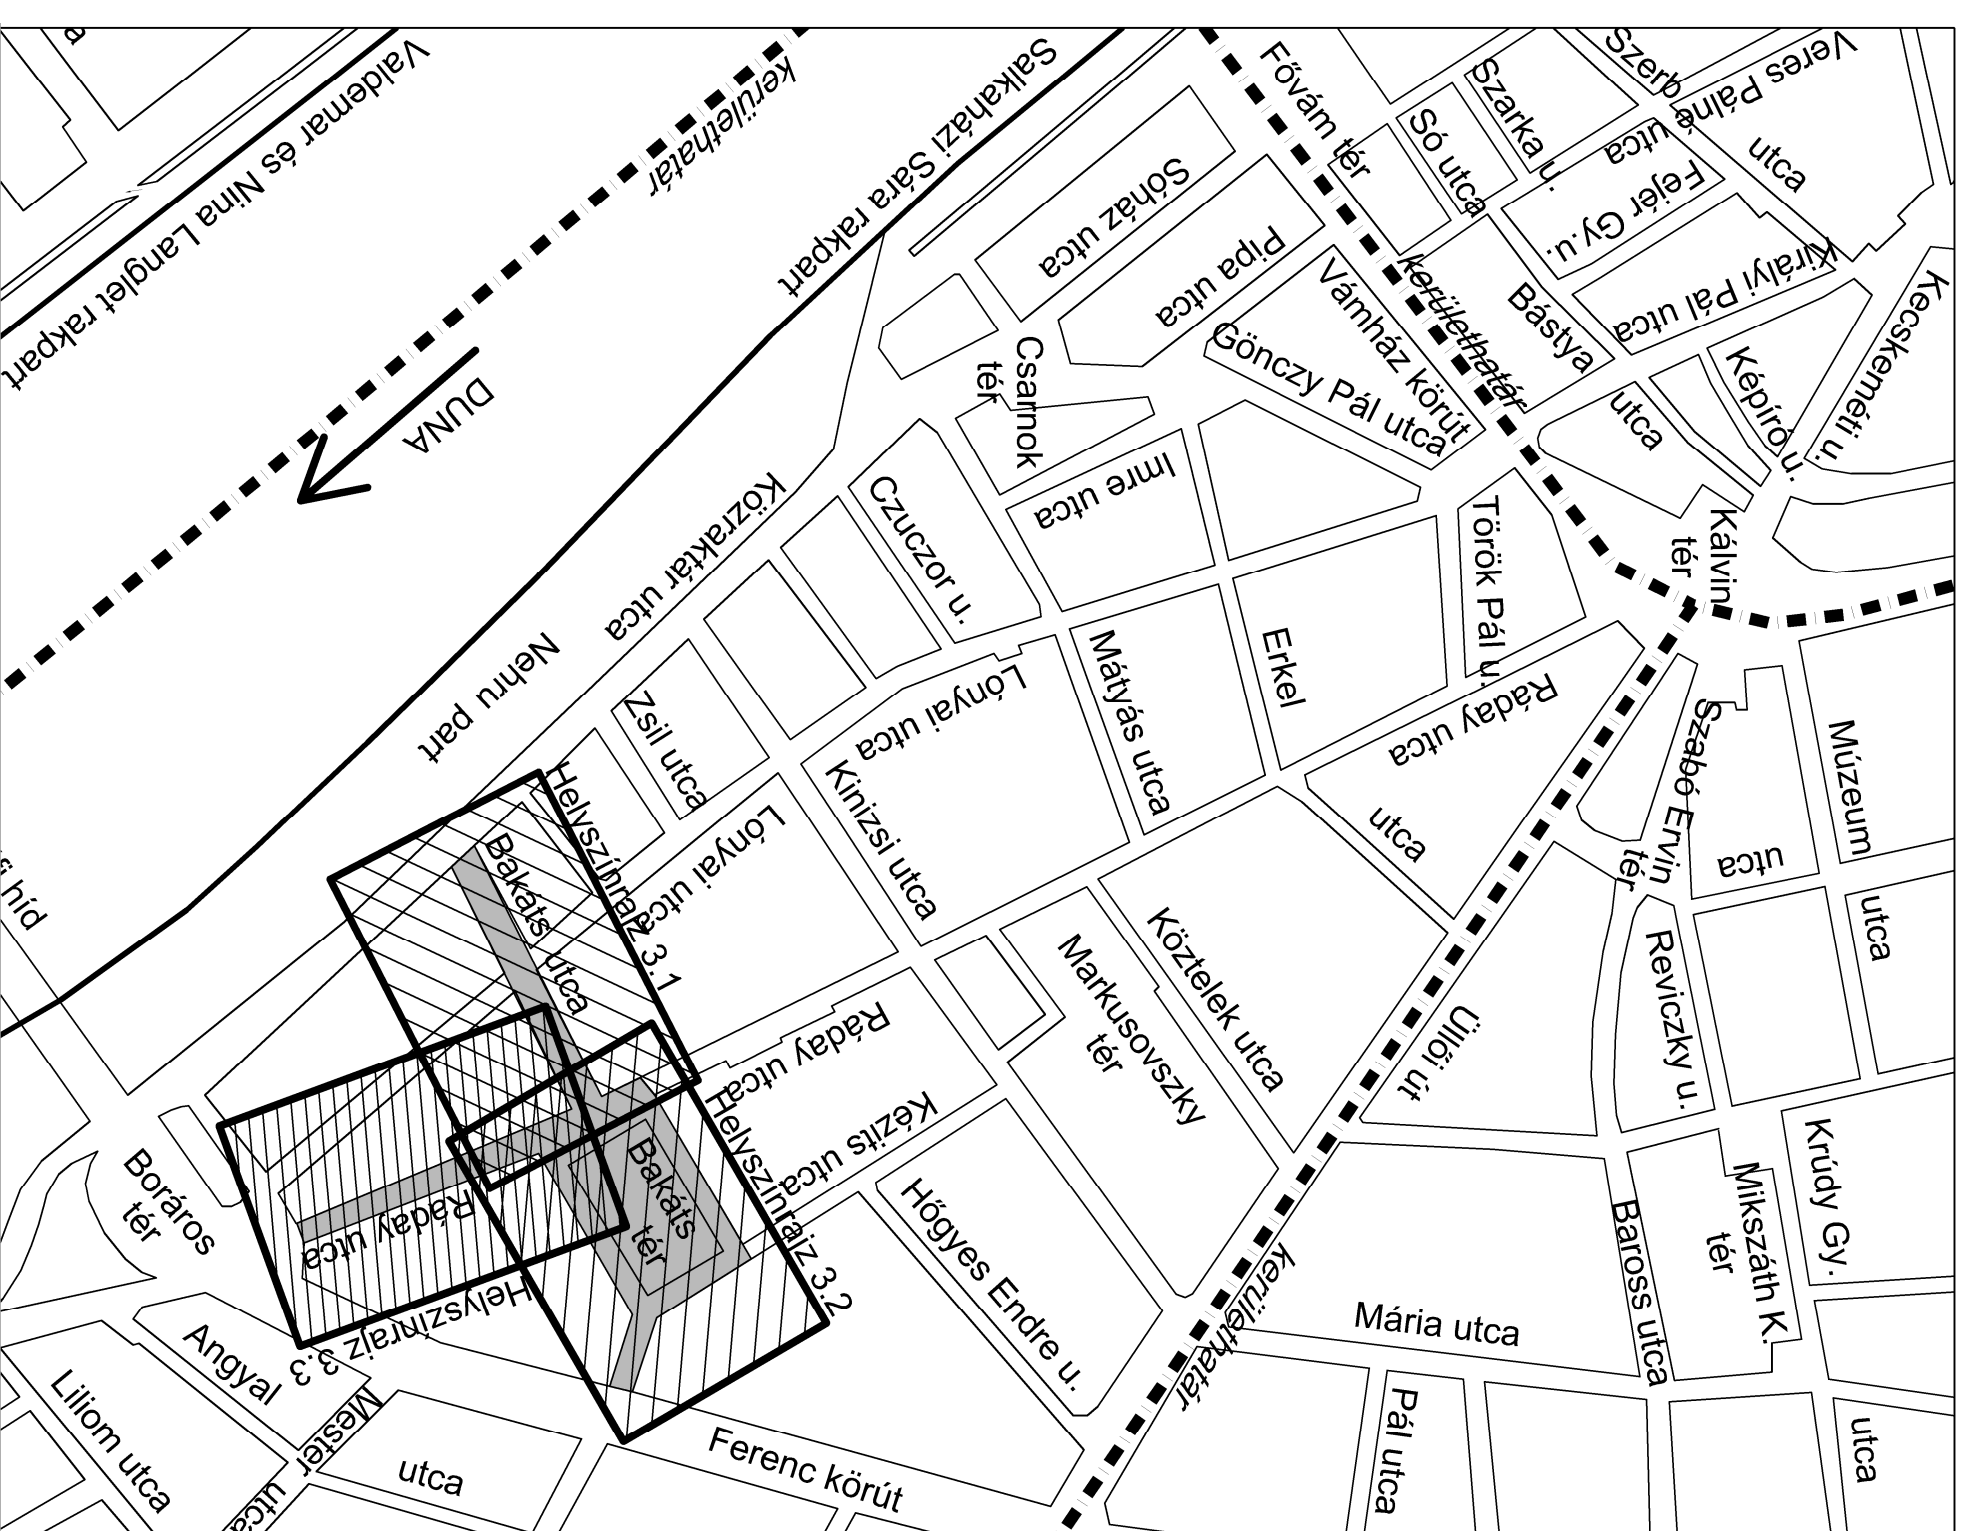 Valdemar és Nina Langlet rakpart
kerülethatár
Salkaházi Sára rakpart
DUNA
Fővám tér
Szarka u.
Só utca
Szerb
utca
Veres Pálné
utca
Fejér Gy.u.
Királyi Pál utca
Bástya
utca
Kecskeméti u.
Képíró u.
Sóház utca
Pipa utca
Vámház körút
kerülethatár
Gönczy Pál utca
Csarnok
tér
Imre utca
Czuczor u.
Közraktár utca
Nehru part
Török Pál u.
Kálvin
tér
Zsil utca
Lónyai utca
Mátyás utca
Erkel
utca
Ráday utca
Szabó Ervin
tér
Múzeum
utca
utca
Kinizsi utca
Lónyai utca
Helyszínrajz 3.1
Bakáts
utca
híd
Köztelek utca
Markusovszky
tér
Üllői út
Reviczky u.
Ráday utca
Kézits utca
Helyszínrajz 3.2
Bakáts
tér
Ráday
utca
Helyszínrajz 3.3
Boráros
tér
Hőgyes Endre u.
kerülethatár
Krúdy Gy.
Mikszáth K.
tér
Baross utca
Mária utca
Pál utca
utca
Angyal
utca
Mester
utca
Liliom utca
Ferenc körút